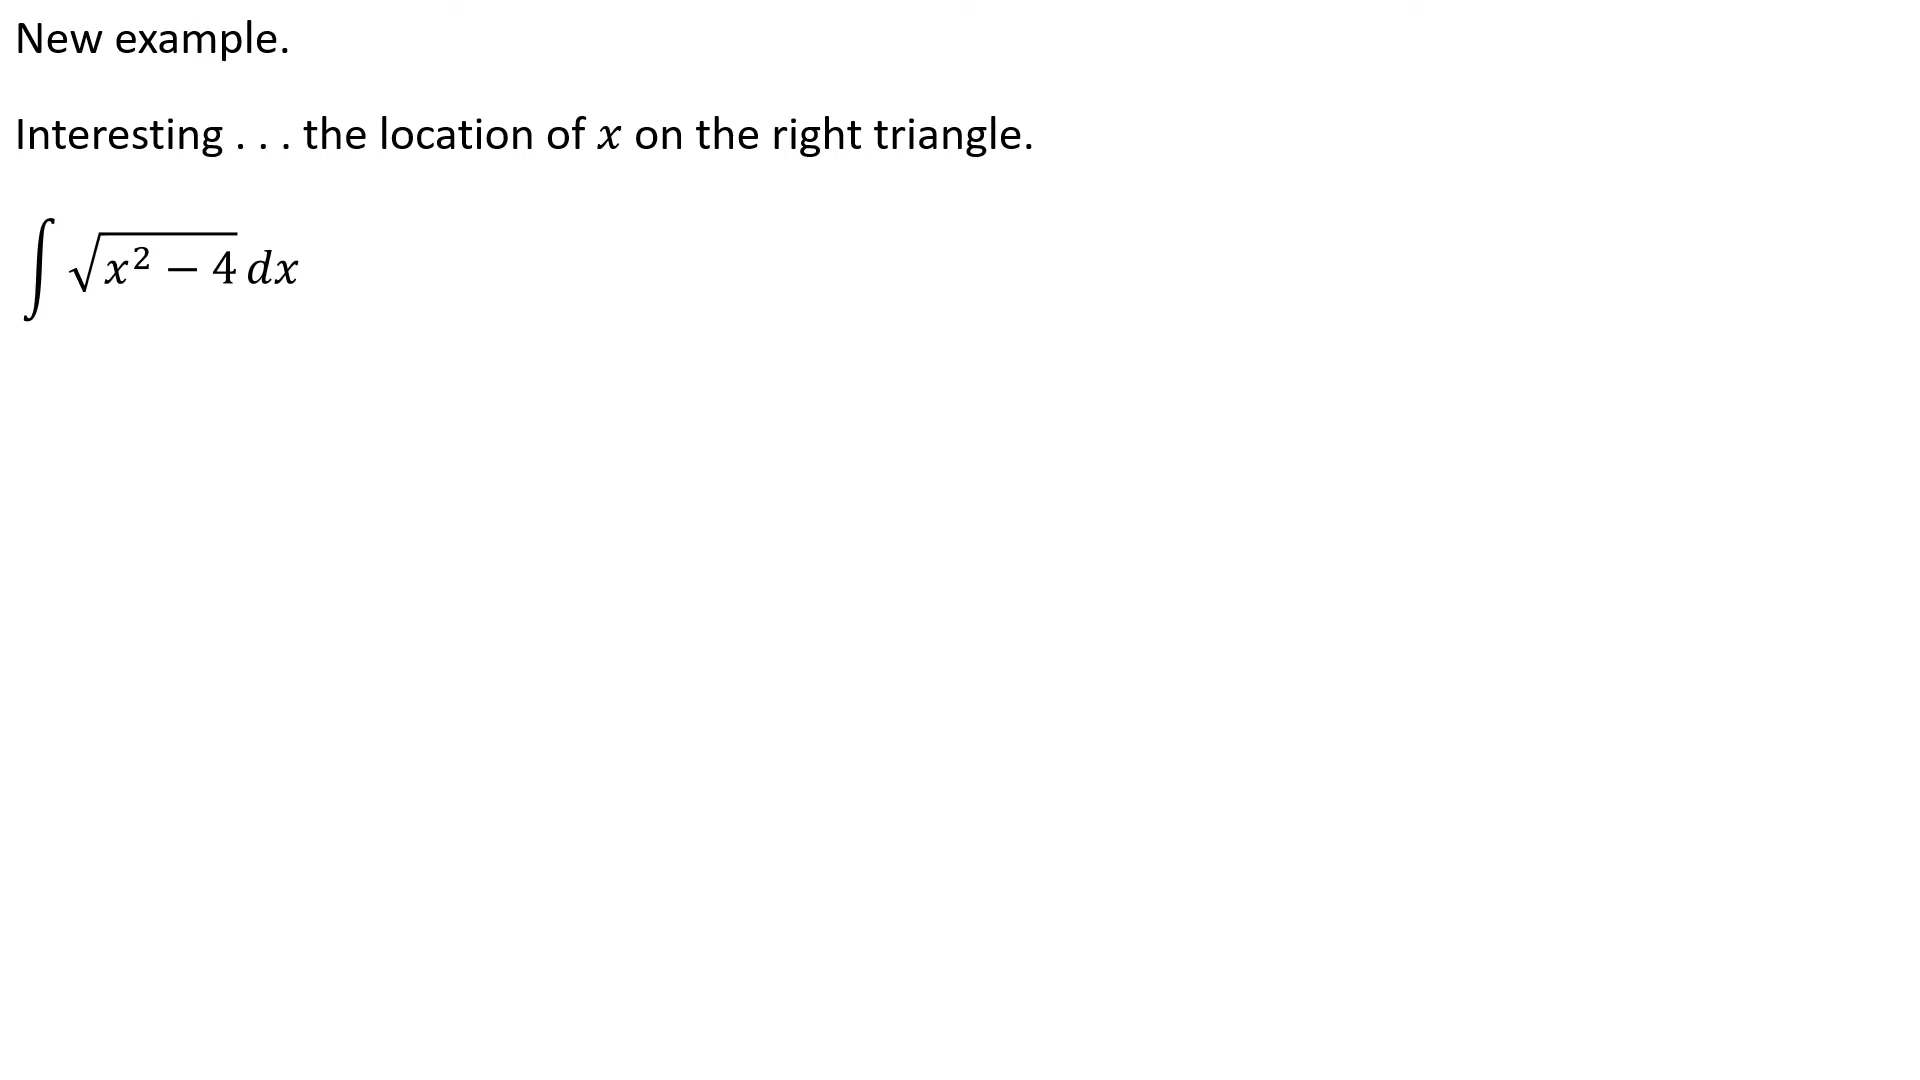 New example.
Interesting . . . the location of 𝑥 on the right triangle.
∫ √(𝑥² − 4) 𝑑𝑥